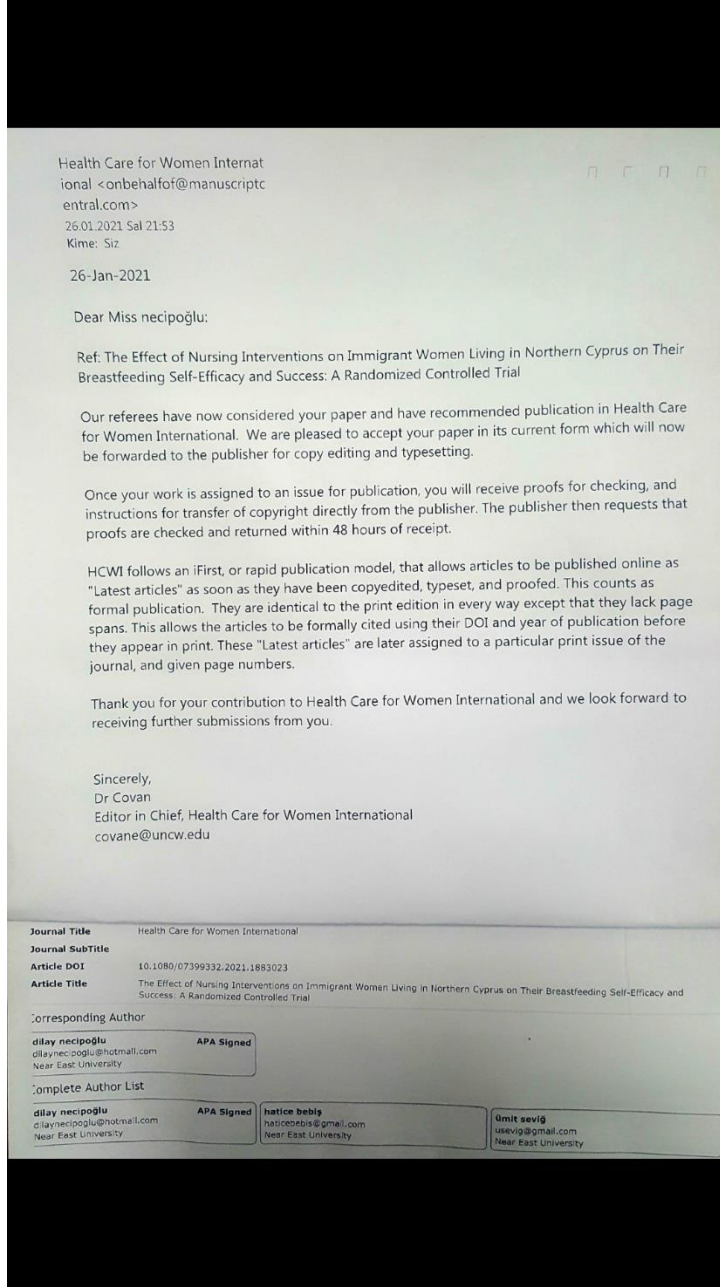 Health Care for Women Internat
ional <onbehalfof@manuscriptc
entral.com>
26.01.2021 Sal 21:53
Kime: Siz
26-Jan-2021
Dear Miss necipoğlu:
Ref: The Effect of Nursing Interventions on Immigrant Women Living in Northern Cyprus on Their
Breastfeeding Self-Efficacy and Success: A Randomized Controlled Trial
Our referees have now considered your paper and have recommended publication in Health Care
for Women International. We are pleased to accept your paper in its current form which will now
be forwarded to the publisher for copy editing and typesetting.
Once your work is assigned to an issue for publication, you will receive proofs for checking, and
instructions for transfer of copyright directly from the publisher. The publisher then requests that
proofs are checked and returned within 48 hours of receipt.
HCWI follows an iFirst, or rapid publication model, that allows articles to be published online as
"Latest articles" as soon as they have been copyedited, typeset, and proofed. This counts as
formal publication. They are identical to the print edition in every way except that they lack page
spans. This allows the articles to be formally cited using their DOI and year of publication before
they appear in print. These "Latest articles" are later assigned to a particular print issue of the
journal, and given page numbers.
Thank you for your contribution to Health Care for Women International and we look forward to
receiving further submissions from you.
Sincerely,
Dr Covan
Editor in Chief, Health Care for Women International
covane@uncw.edu
Journal Title Health Care for Women International
Journal SubTitle
Article DOI 10.1080/07399332.2021.1883023
Article Title The Effect of Nursing Interventions on Immigrant Women Living in Northern Cyprus on Their Breastfeeding Self-Efficacy and
Success: A Randomized Controlled Trial
Corresponding Author
dilay necipoğlu APA Signed
dilaynecipoglu@hotmail.com
Near East University
Complete Author List
dilay necipoğlu APA Signed
dilaynecipoglu@hotmail.com
Near East University
hatice bebiş
haticebebis@gmail.com
Near East University
ümit seviğ
usevig@gmail.com
Near East University